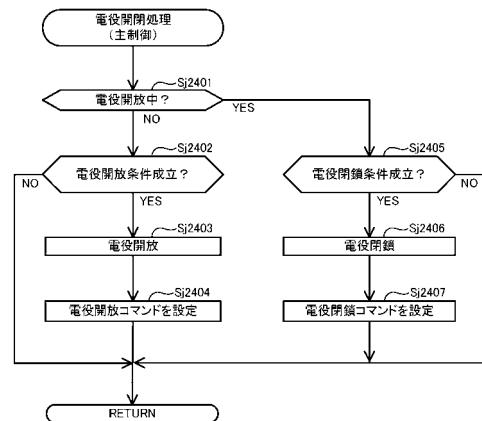 電役開閉処理
(主制御)
Sj2401
電役開放中?
YES
NO
Sj2402
電役開放条件成立?
NO
YES
Sj2403
電役開放
Sj2404
電役開放コマンドを設定
Sj2405
電役閉鎖条件成立?
NO
YES
Sj2406
電役閉鎖
Sj2407
電役閉鎖コマンドを設定
RETURN